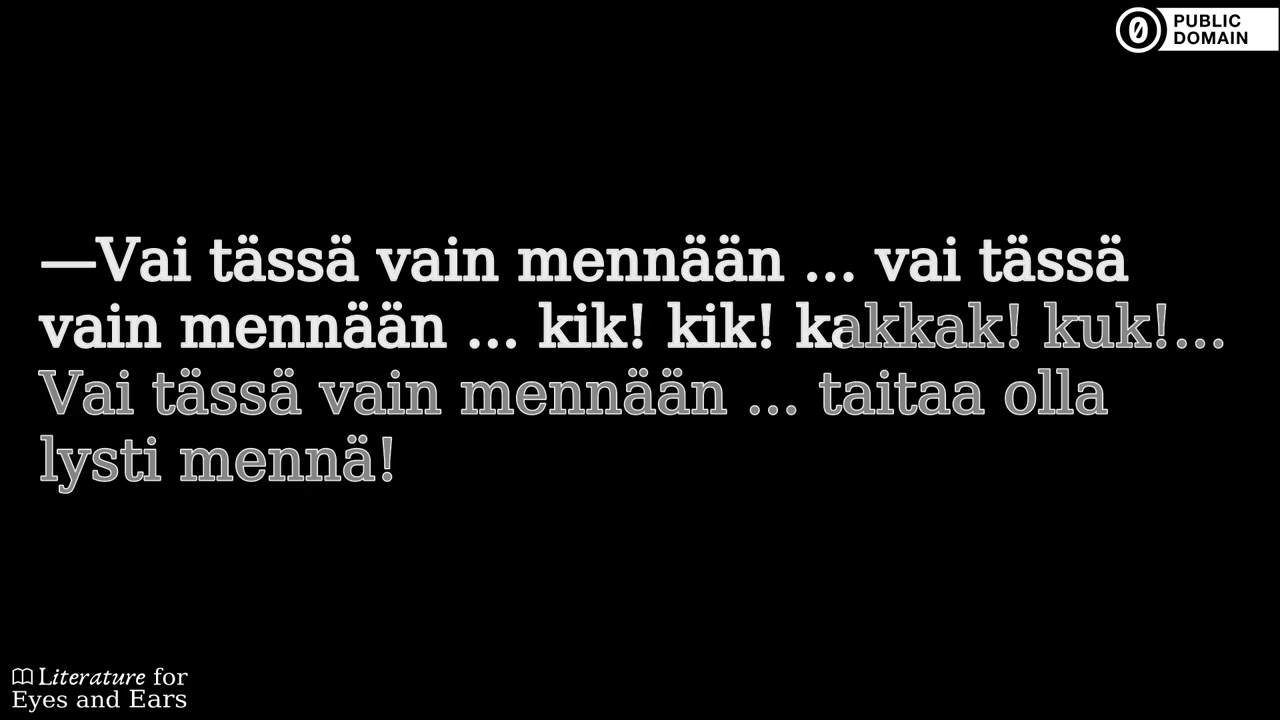 PUBLIC
DOMAIN
—Vai tässä vain mennään ... vai tässä
vain mennään ... kik! kik! kakkak! kuk!...
Vai tässä vain mennään ... taitaa olla
lysti mennä!
Literature for
Eyes and Ears